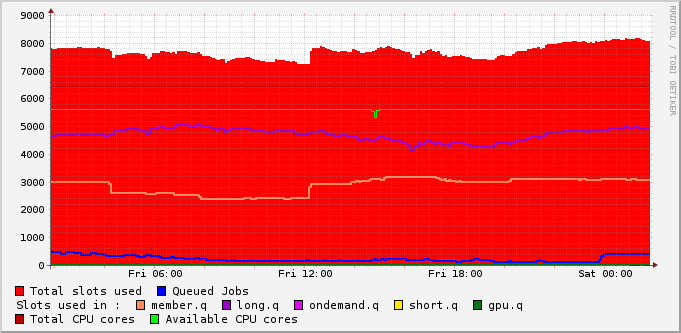 9000
8000
7000
6000
5000
4000
3000
2000
1000
0
Fri 06:00 Fri 12:00 Fri 18:00 Sat 00:00
RRDTOOL / TOBI OETIKER
Total slots used Queued Jobs
Slots used in : member.q long.q ondemand.q short.q gpu.q
Total CPU cores Available CPU cores